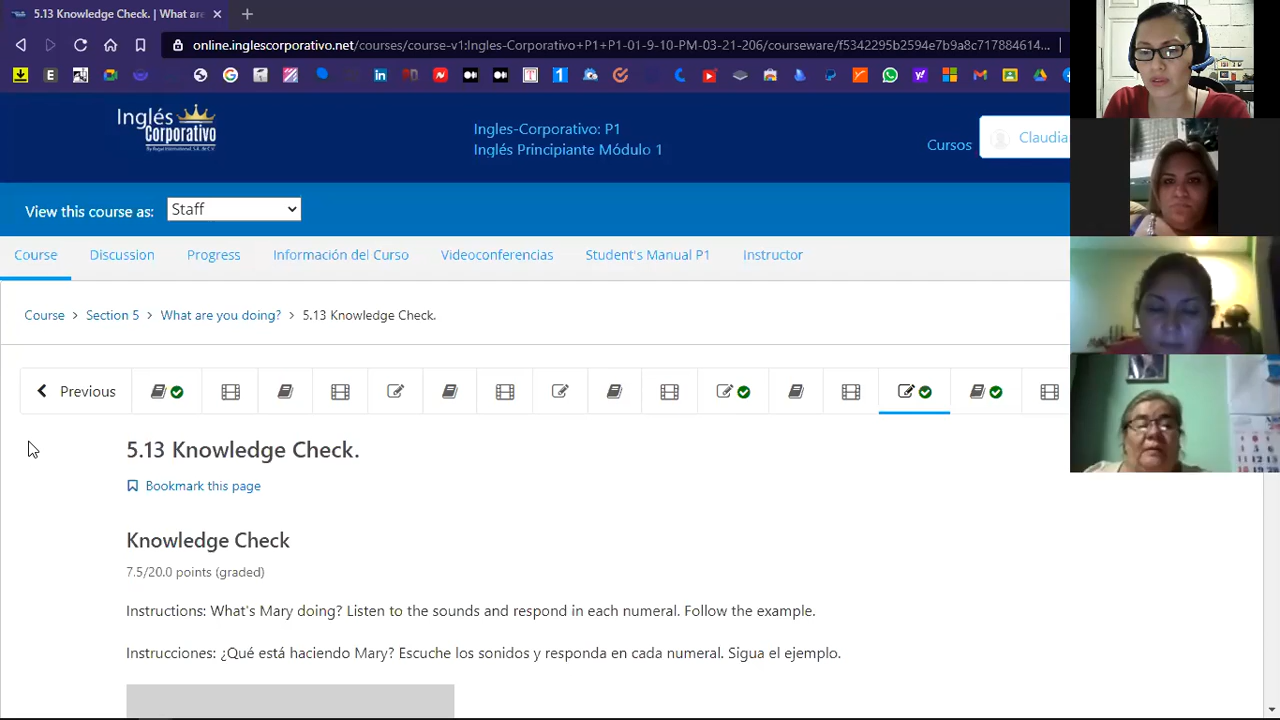 5.13 Knowledge Check. | What are
online.inglescorporativo.net/courses/course-v1:Ingles-Corporativo+P1+P1-01-9-10-PM-03-21-206/courseware/f5342295b2594e7b9a8c717884614...
Inglés
Corporativo
Ingles-Corporativo: P1
Inglés Principiante Módulo 1
Cursos
Claudia
View this course as:
Staff
Course
Discussion
Progress
Información del Curso
Videoconferencias
Student's Manual P1
Instructor
Course > Section 5 > What are you doing? > 5.13 Knowledge Check.
Previous
5.13 Knowledge Check.
Bookmark this page
Knowledge Check
7.5/20.0 points (graded)
Instructions: What's Mary doing? Listen to the sounds and respond in each numeral. Follow the example.
Instrucciones: ¿Qué está haciendo Mary? Escuche los sonidos y responda en cada numeral. Sigua el ejemplo.